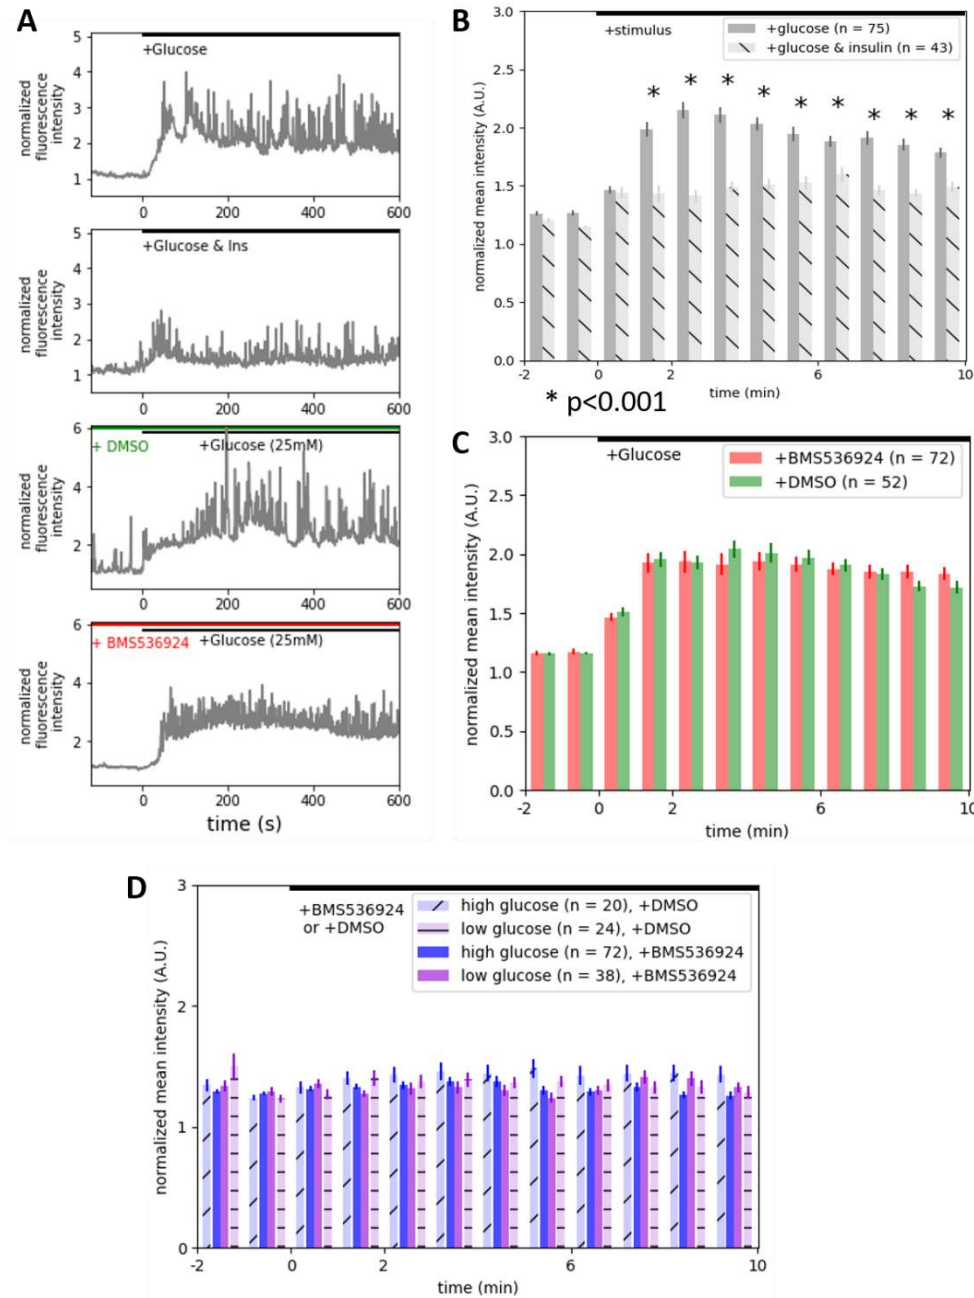 A
5
4
3
2
1
+Glucose
normalized
fluorescence
intensity
0
200
400
600
5
4
3
2
1
+Glucose & Ins
normalized
fluorescence
intensity
0
200
400
600
6
4
2
+ DMSO
+Glucose (25mM)
normalized
fluorescence
intensity
0
200
400
600
6
4
2
+ BMS536924
+Glucose (25mM)
normalized
fluorescence
intensity
0
200
400
600
time (s)
B
3.0
2.5
2.0
1.5
1.0
0.5
0.0
normalized mean intensity (A.U.)
+stimulus
+glucose (n = 75)
+glucose & insulin (n = 43)
* * * * * * * * *
-2
0
2
6
10
time (min)
* p<0.001
C
3.0
2.5
2.0
1.5
1.0
0.5
0.0
normalized mean intensity (A.U.)
+Glucose
+BMS536924 (n = 72)
+DMSO (n = 52)
-2
0
2
6
10
time (min)
D
3
2
1
0
normalized mean intensity (A.U.)
+BMS536924
or +DMSO
high glucose (n = 20), +DMSO
low glucose (n = 24), +DMSO
high glucose (n = 72), +BMS536924
low glucose (n = 38), +BMS536924
-2
0
2
6
10
time (min)